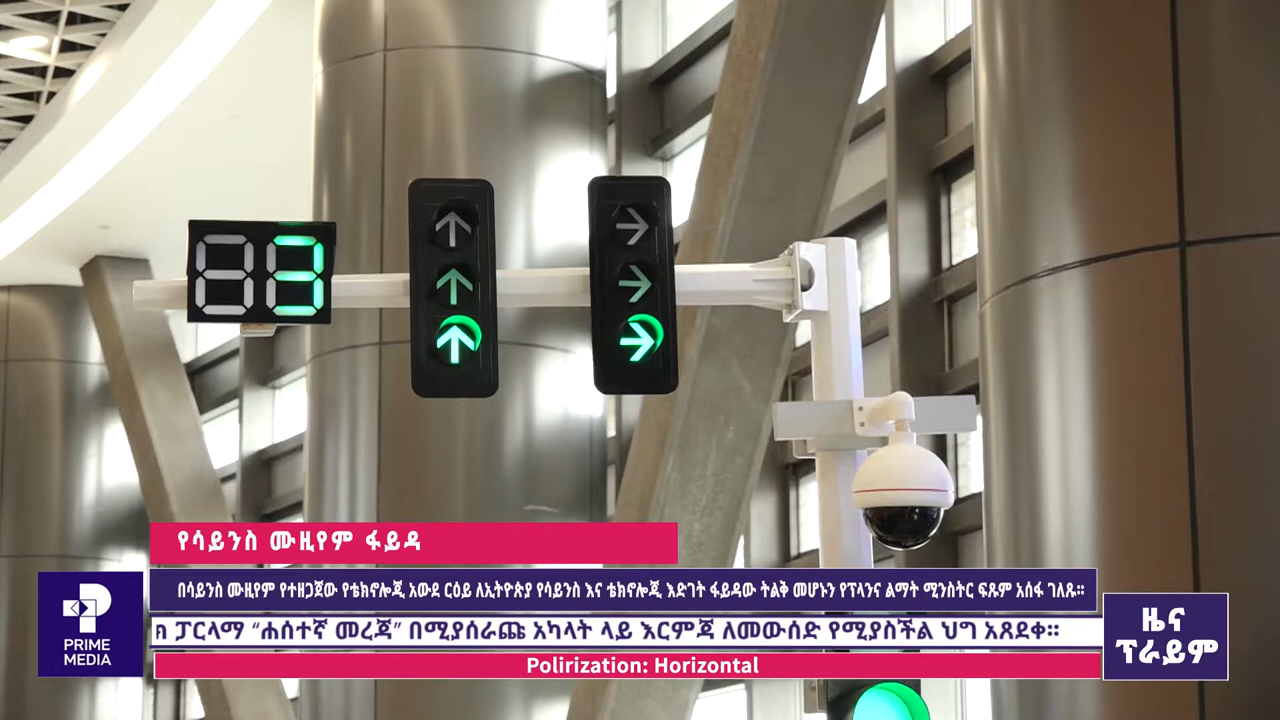 3
የሳይንስ ሙዚየም ፋይዳ
በሳይንስ ሙዚየም የተዘጋጀው የቴክኖሎጂ አውደ ርዕይ ለኢትዮጵያ የሳይንስ እና ቴክኖሎጂ እድገት ፋይዳው ትልቅ መሆኑን የፕላንና ልማት ሚንስትር ፍጹም አሰፋ ገለጹ።
ፓርላማ “ሐሰተኛ መረጃ” በሚያሰራጩ አካላት ላይ እርምጃ ለመውሰድ የሚያስችል ህግ አጸደቀ።
Polirization: Horizontal
PRIME
MEDIA
ዜና
ፕራይም